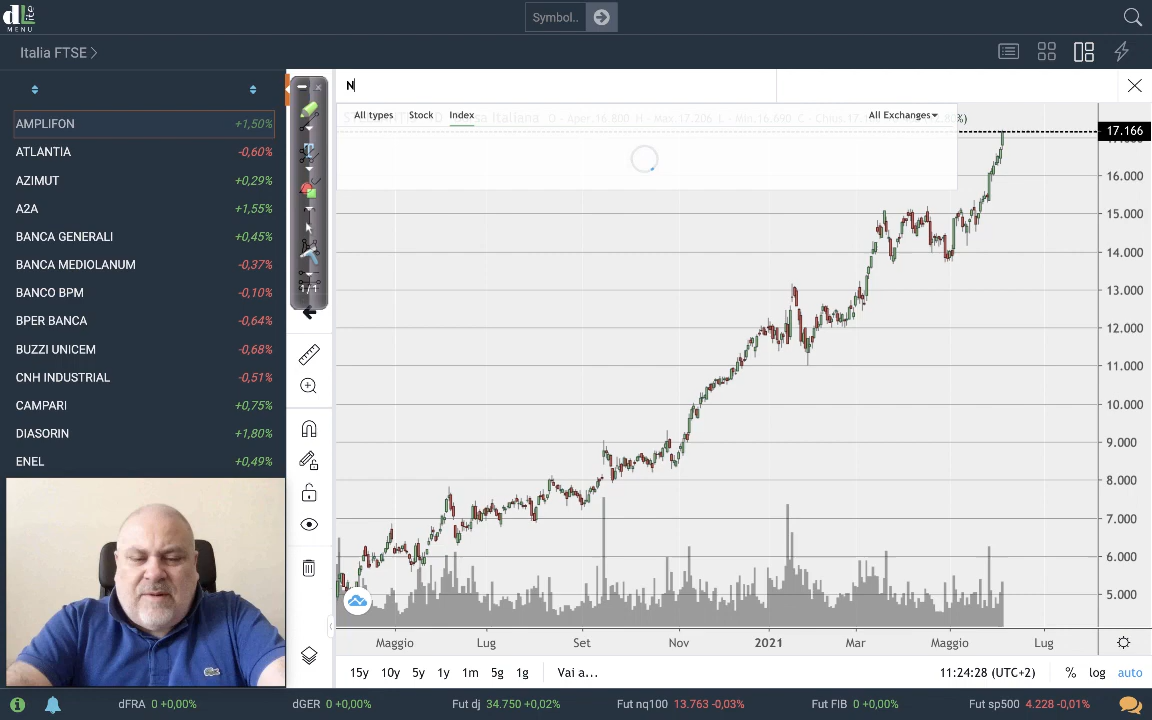 dLite
MENU
Symbol..
Italia FTSE >
N
AMPLIFON +1,50%
ATLANTIA -0,60%
AZIMUT +0,29%
A2A +1,55%
BANCA GENERALI +0,45%
BANCA MEDIOLANUM -0,37%
BANCO BPM -0,10%
BPER BANCA -0,64%
BUZZI UNICEM -0,68%
CNH INDUSTRIAL -0,51%
CAMPARI +0,75%
DIASORIN +1,80%
ENEL +0,49%
1/1
All types Stock Index All Exchanges
17.166
16.000
15.000
14.000
13.000
12.000
11.000
10.000
9.000
8.000
7.000
6.000
5.000
Maggio Lug Set Nov 2021 Mar Maggio Lug
15y 10y 5y 1y 1m 5g 1g Vai a... 11:24:28 (UTC+2) % log auto
dFRA 0 +0,00% dGER 0 +0,00% Fut dj 34.750 +0,02% Fut nq100 13.763 -0,03% Fut FIB 0 +0,00% Fut sp500 4.228 -0,01%